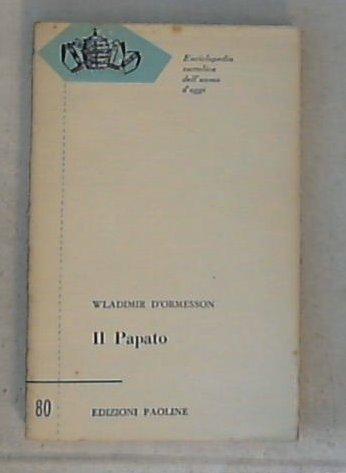 Enciclopedia
cattolica
dell'uomo
d'oggi
WLADIMIR D'ORMESSON
Il Papato
80
EDIZIONI PAOLINE